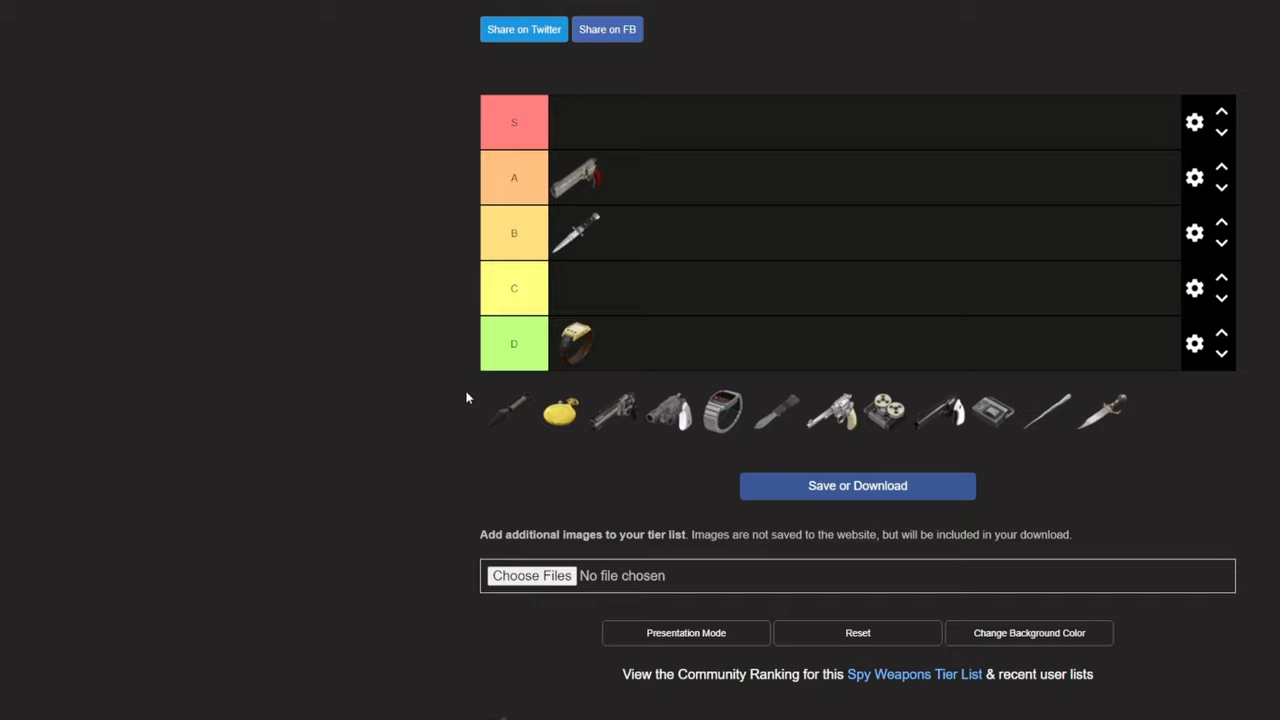 Share on Twitter Share on FB
S
A
B
C
D
Save or Download
Add additional images to your tier list. Images are not saved to the website, but will be included in your download.
Choose Files No file chosen
Presentation Mode Reset Change Background Color
View the Community Ranking for this Spy Weapons Tier List & recent user lists